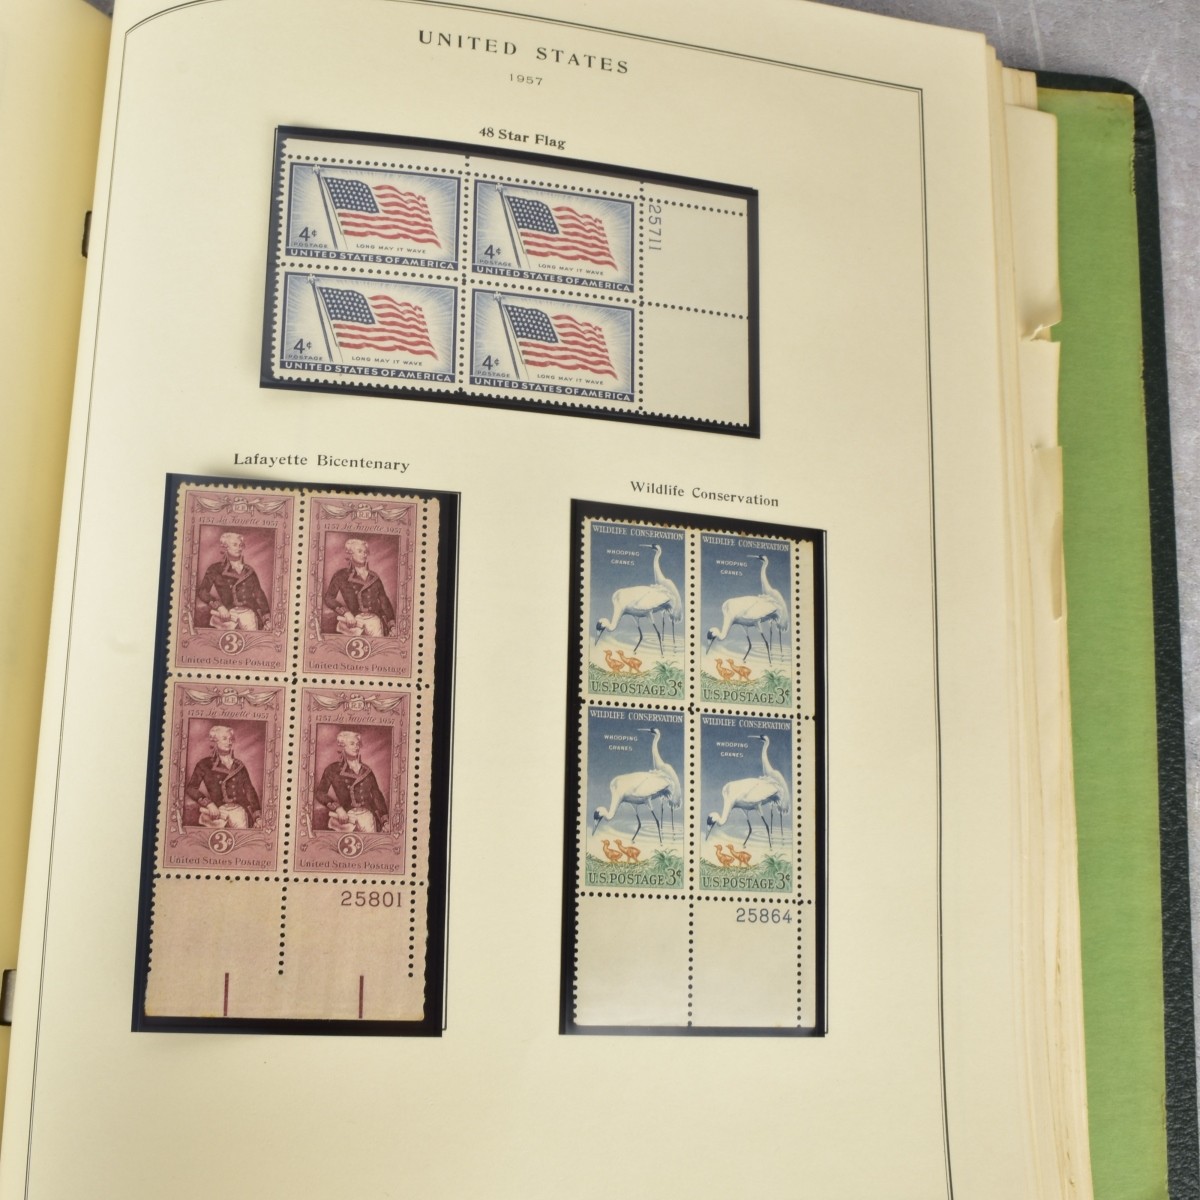 UNITED STATES
1957
48 Star Flag
4¢
POSTAGE
LONG MAY IT WAVE
UNITED STATES OF AMERICA
4¢
POSTAGE
LONG MAY IT WAVE
UNITED STATES OF AMERICA
25711
4¢
POSTAGE
LONG MAY IT WAVE
UNITED STATES OF AMERICA
4¢
POSTAGE
LONG MAY IT WAVE
UNITED STATES OF AMERICA
Lafayette Bicentenary
1757 La Fayette 1957
3¢
United States Postage
1757 La Fayette 1957
3¢
United States Postage
1757 La Fayette 1957
3¢
United States Postage
1757 La Fayette 1957
3¢
United States Postage
25801
Wildlife Conservation
WILDLIFE CONSERVATION
WHOOPING
CRANES
U.S. POSTAGE 3¢
WILDLIFE CONSERVATION
WHOOPING
CRANES
U.S. POSTAGE 3¢
WILDLIFE CONSERVATION
WHOOPING
CRANES
U.S. POSTAGE 3¢
WILDLIFE CONSERVATION
WHOOPING
CRANES
U.S. POSTAGE 3¢
25864